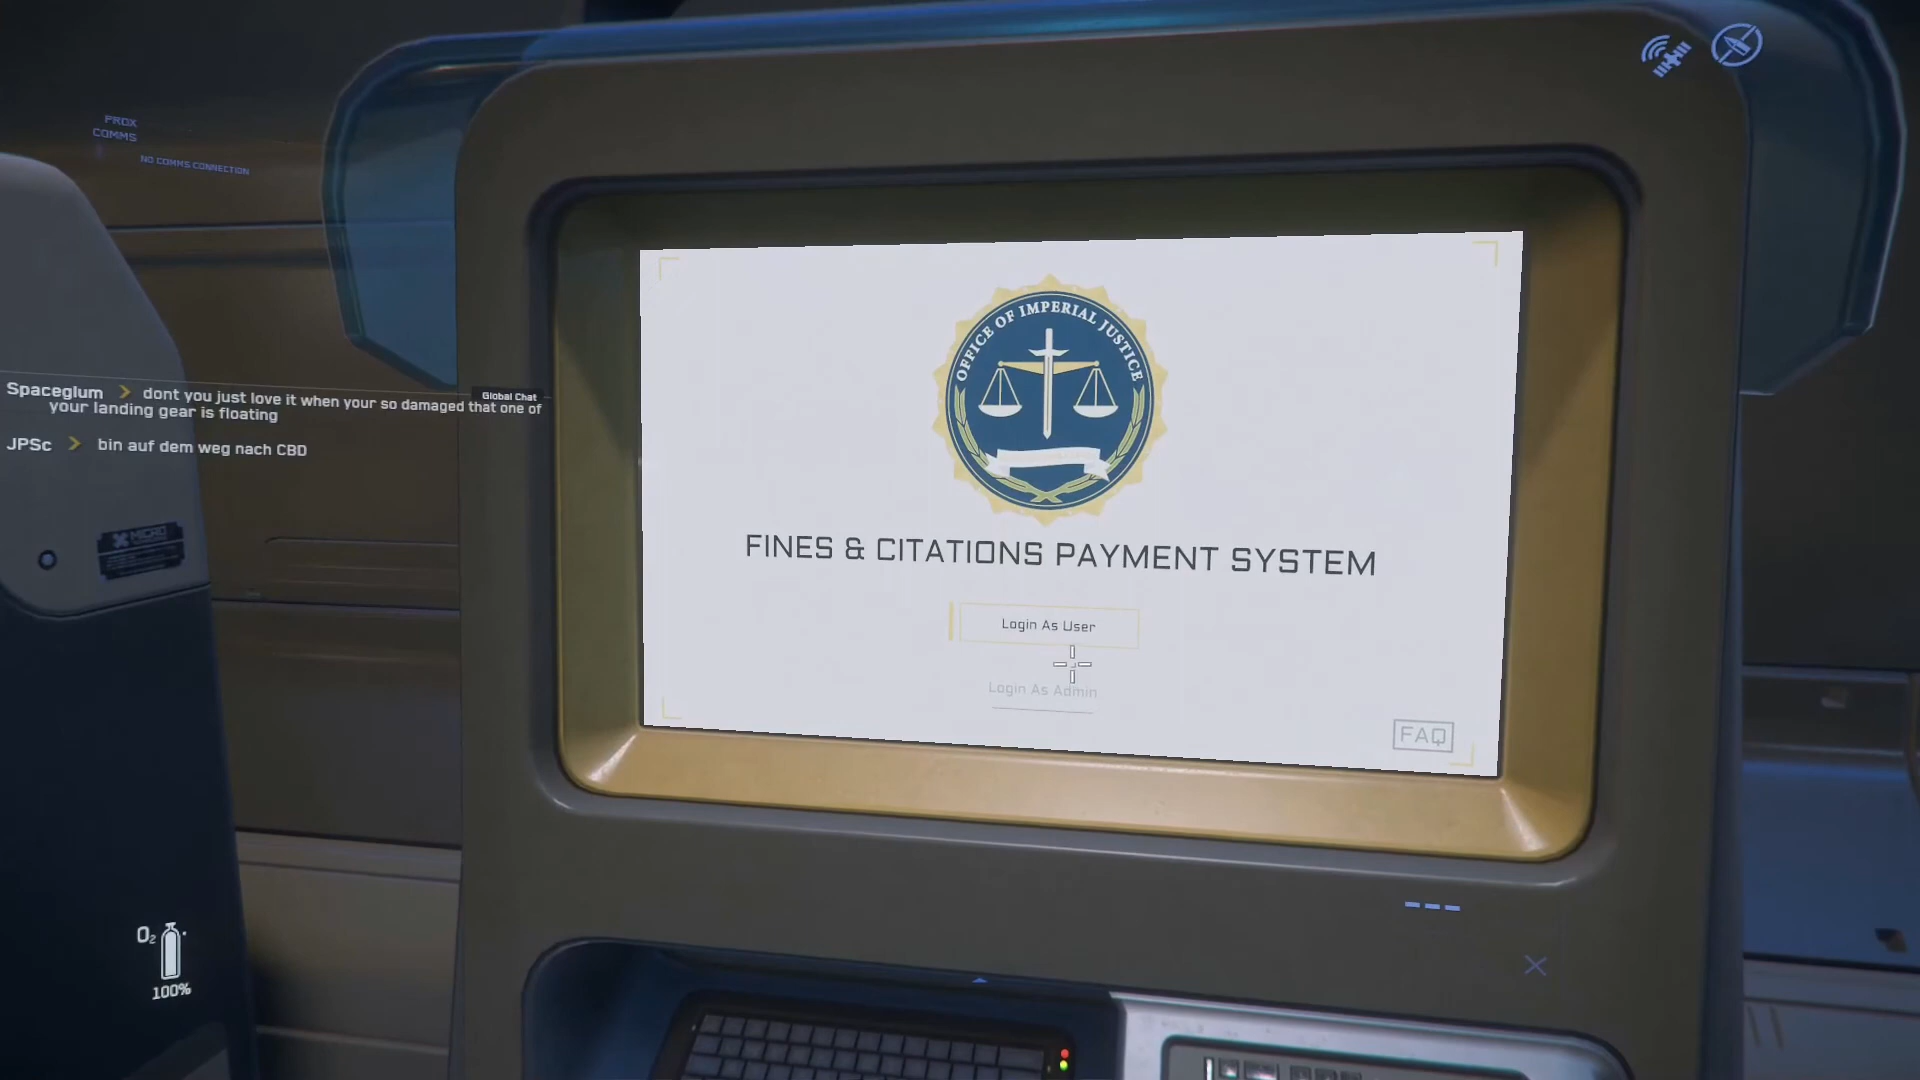 PROX
COMMS
NO COMMS CONNECTION
Global Chat
Spaceglum > dont you just love it when your so damaged that one of
your landing gear is floating
JPSc > bin auf dem weg nach CBD
MICRO
OFFICE OF IMPERIAL JUSTICE
FINES & CITATIONS PAYMENT SYSTEM
Login As User
Login As Admin
FAQ
O₂
100%